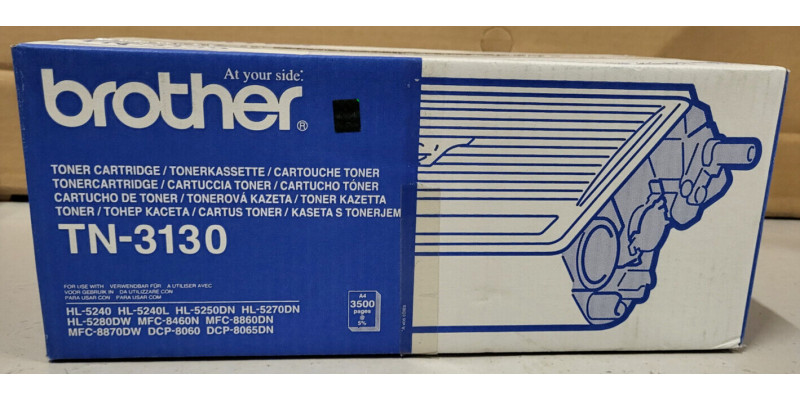 At your side.
brother®
TONER CARTRIDGE / TONERKASSETTE / CARTOUCHE TONER
TONERCARTRIDGE / CARTUCCIA TONER / CARTUCHO TÓNER
CARTUCHO DE TONER / TONEROVÁ KAZETA / TONER KAZETTA
TONER / ТОНЕР КАСЕТА / CARTUS TONER / KASETA S TONERJEM
TN-3130
FOR USE WITH VERWENDBAR FÜR A UTILISER AVEC
VOOR GEBRUIK IN DA UTILIZZARE CON
PARA USAR CON PARA USAR COM
HL-5240 HL-5240L HL-5250DN HL-5270DN
HL-5280DW MFC-8460N MFC-8860DN
MFC-8870DW DCP-8060 DCP-8065DN
A4
3500
pages
@
5%